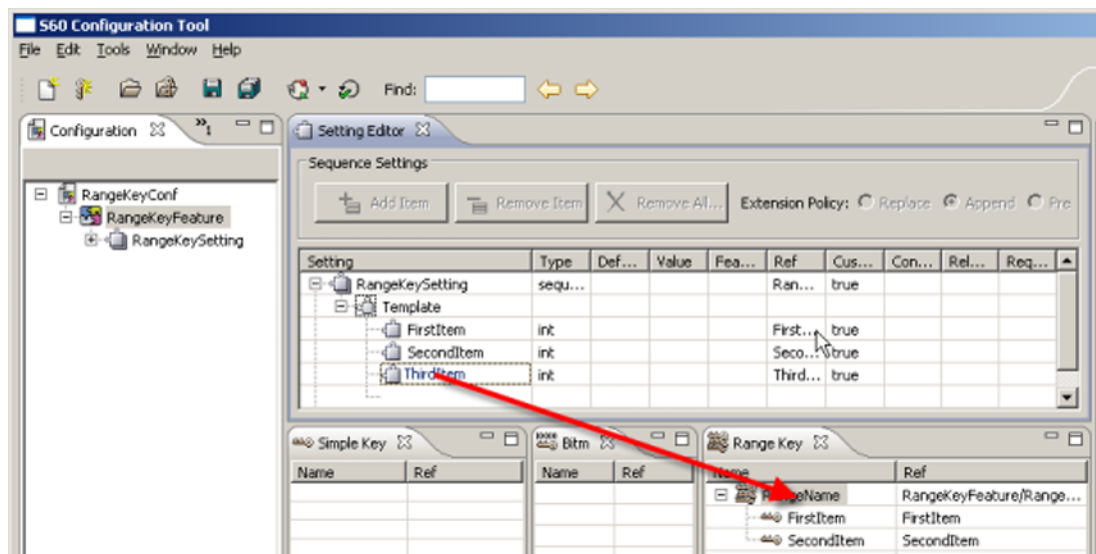 S60 Configuration Tool
File Edit Tools Window Help
Find:
Configuration
»1
Setting Editor
Sequence Settings
Add Item Remove Item Remove Al... Extension Policy: Replace Append Pre
RangeKeyConf
RangeKeyFeature
RangeKeySetting
Setting Type Def... Value Fea... Ref Cus... Con... Rel... Req...
RangeKeySetting sequ... Ran... true
Template
FirstItem int First... true
SecondItem int Seco... true
ThirdItem int Third... true
Simple Key
Name Ref
Bitm
Name Ref
Range Key
Name Ref
RangeName RangeKeyFeature/Range...
FirstItem FirstItem
SecondItem SecondItem